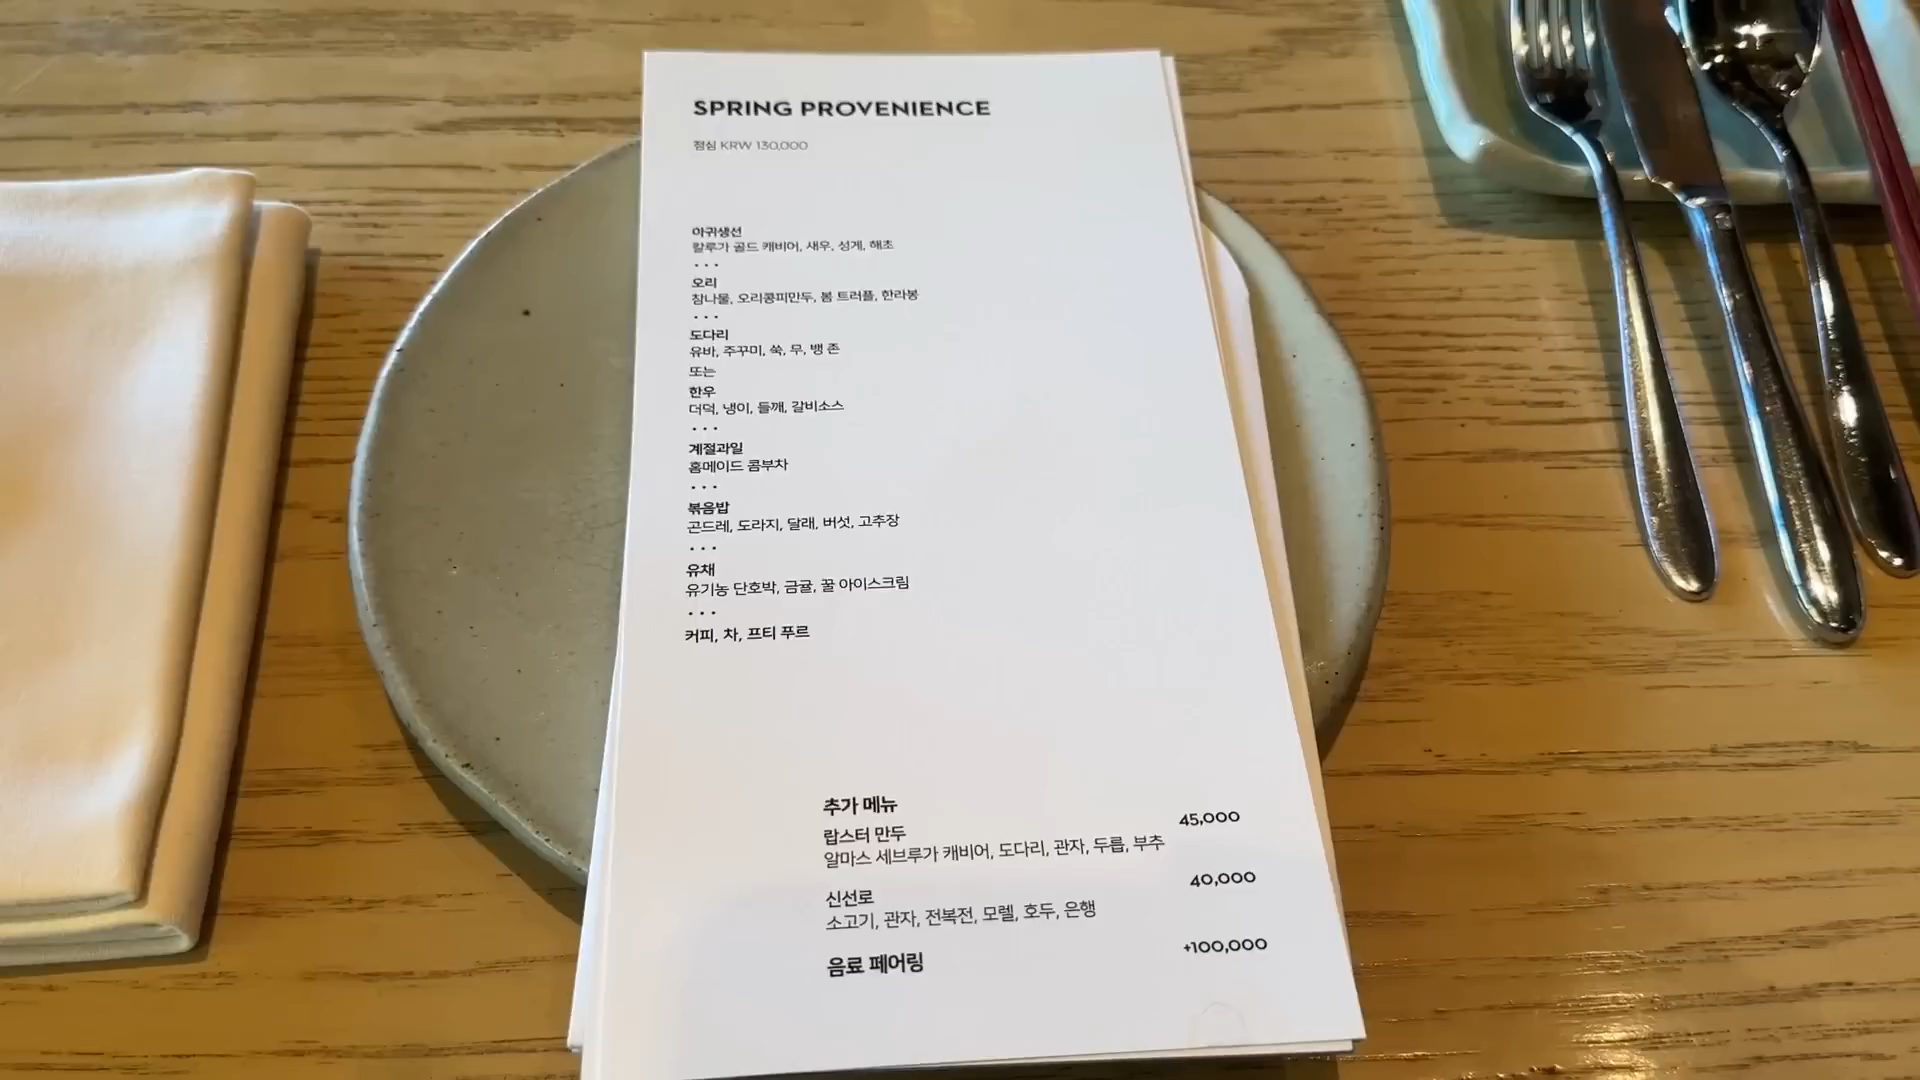 SPRING PROVENIENCE
점심 KRW 130,000
아귀생선
칼루가 골드 캐비어, 새우, 성게, 해초
...
오리
참나물, 오리콩피만두, 봄 트러플, 한라봉
...
도다리
유바, 주꾸미, 쑥, 무, 뱅 존
또는
한우
더덕, 냉이, 들깨, 갈비소스
...
계절과일
홈메이드 콤부차
...
볶음밥
곤드레, 도라지, 달래, 버섯, 고추장
...
유채
유기농 단호박, 금귤, 꿀 아이스크림
...
커피, 차, 프티 푸르
추가 메뉴
랍스터 만두 45,000
알마스 세브루가 캐비어, 도다리, 관자, 두릅, 부추
신선로 40,000
소고기, 관자, 전복전, 모렐, 호두, 은행
음료 페어링 +100,000